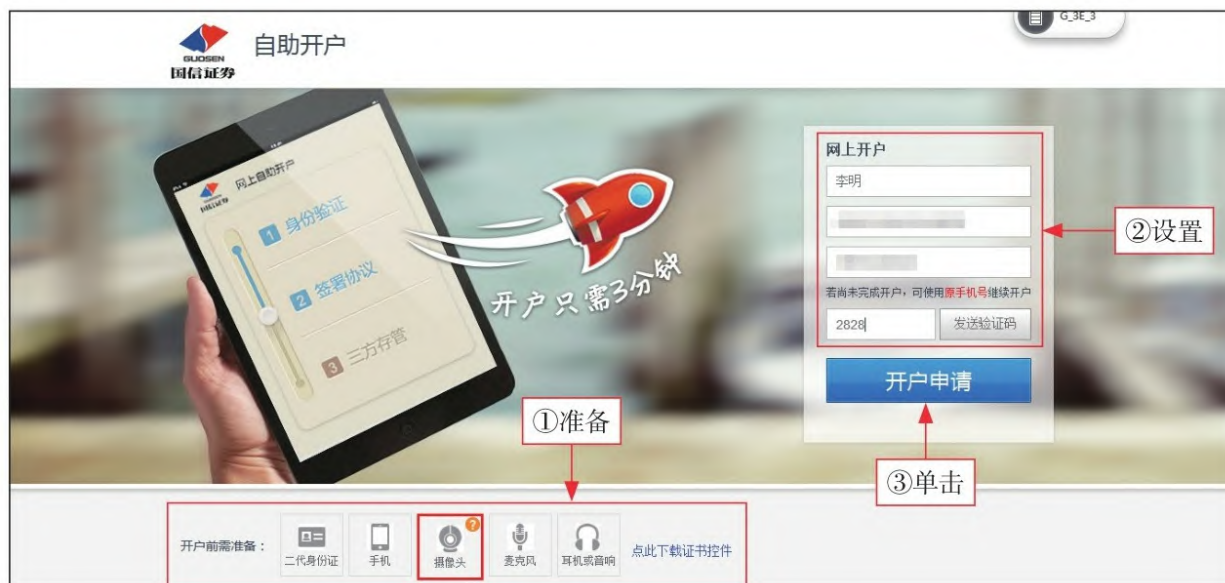 G_3E_3
GUOSEN
国信证券
自助开户
网上自助开户
1 身份验证
2 签署协议
3 三方存管
开户只需3分钟
网上开户
李明
若尚未完成开户，可使用原手机号继续开户
2828
发送验证码
开户申请
②设置
①准备
③单击
开户前需准备：
二代身份证
手机
?
摄像头
麦克风
耳机或音响
点此下载证书控件